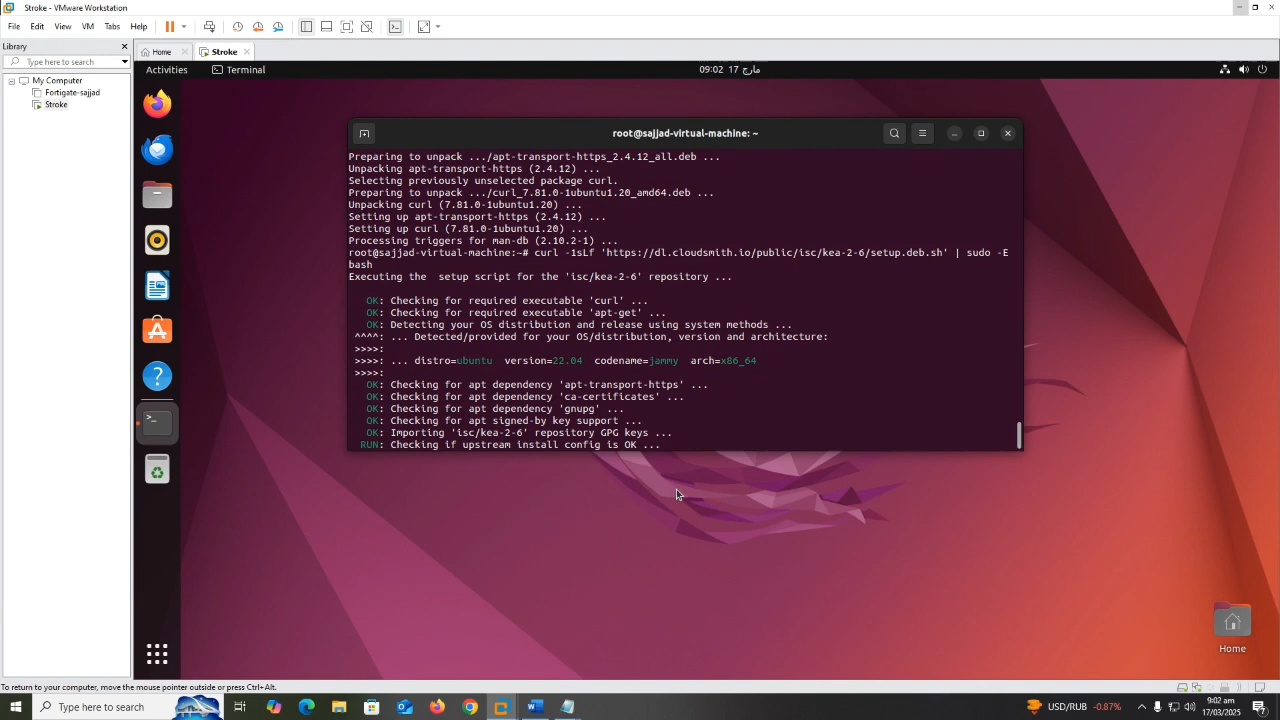 Stroke - VMware Workstation
File Edit View VM Tabs Help
Library
Type here to search
My Computer
Fortigate-sajjad
Stroke
Home
Stroke
Activities
Terminal
09:02 17 مارچ
root@sajjad-virtual-machine: ~
Preparing to unpack .../apt-transport-https_2.4.12_all.deb ...
Unpacking apt-transport-https (2.4.12) ...
Selecting previously unselected package curl.
Preparing to unpack .../curl_7.81.0-1ubuntu1.20_amd64.deb ...
Unpacking curl (7.81.0-1ubuntu1.20) ...
Setting up apt-transport-https (2.4.12) ...
Setting up curl (7.81.0-1ubuntu1.20) ...
Processing triggers for man-db (2.10.2-1) ...
root@sajjad-virtual-machine:~# curl -1sLf 'https://dl.cloudsmith.io/public/isc/kea-2-6/setup.deb.sh' | sudo -E
bash
Executing the  setup script for the 'isc/kea-2-6' repository ...
OK: Checking for required executable 'curl' ...
OK: Checking for required executable 'apt-get' ...
OK: Detecting your OS distribution and release using system methods ...
^^^^: ... Detected/provided for your OS/distribution, version and architecture:
>>>>:
>>>>: ... distro=ubuntu  version=22.04  codename=jammy  arch=x86_64
>>>>:
OK: Checking for apt dependency 'apt-transport-https' ...
OK: Checking for apt dependency 'ca-certificates' ...
OK: Checking for apt dependency 'gnupg' ...
OK: Checking for apt signed-by key support ...
OK: Importing 'isc/kea-2-6' repository GPG keys ...
RUN: Checking if upstream install config is OK ...
Home
To return to your computer, move the mouse pointer outside or press Ctrl+Alt.
Type here to search
USD/RUB -0.87%
9:02 am
17/03/2025